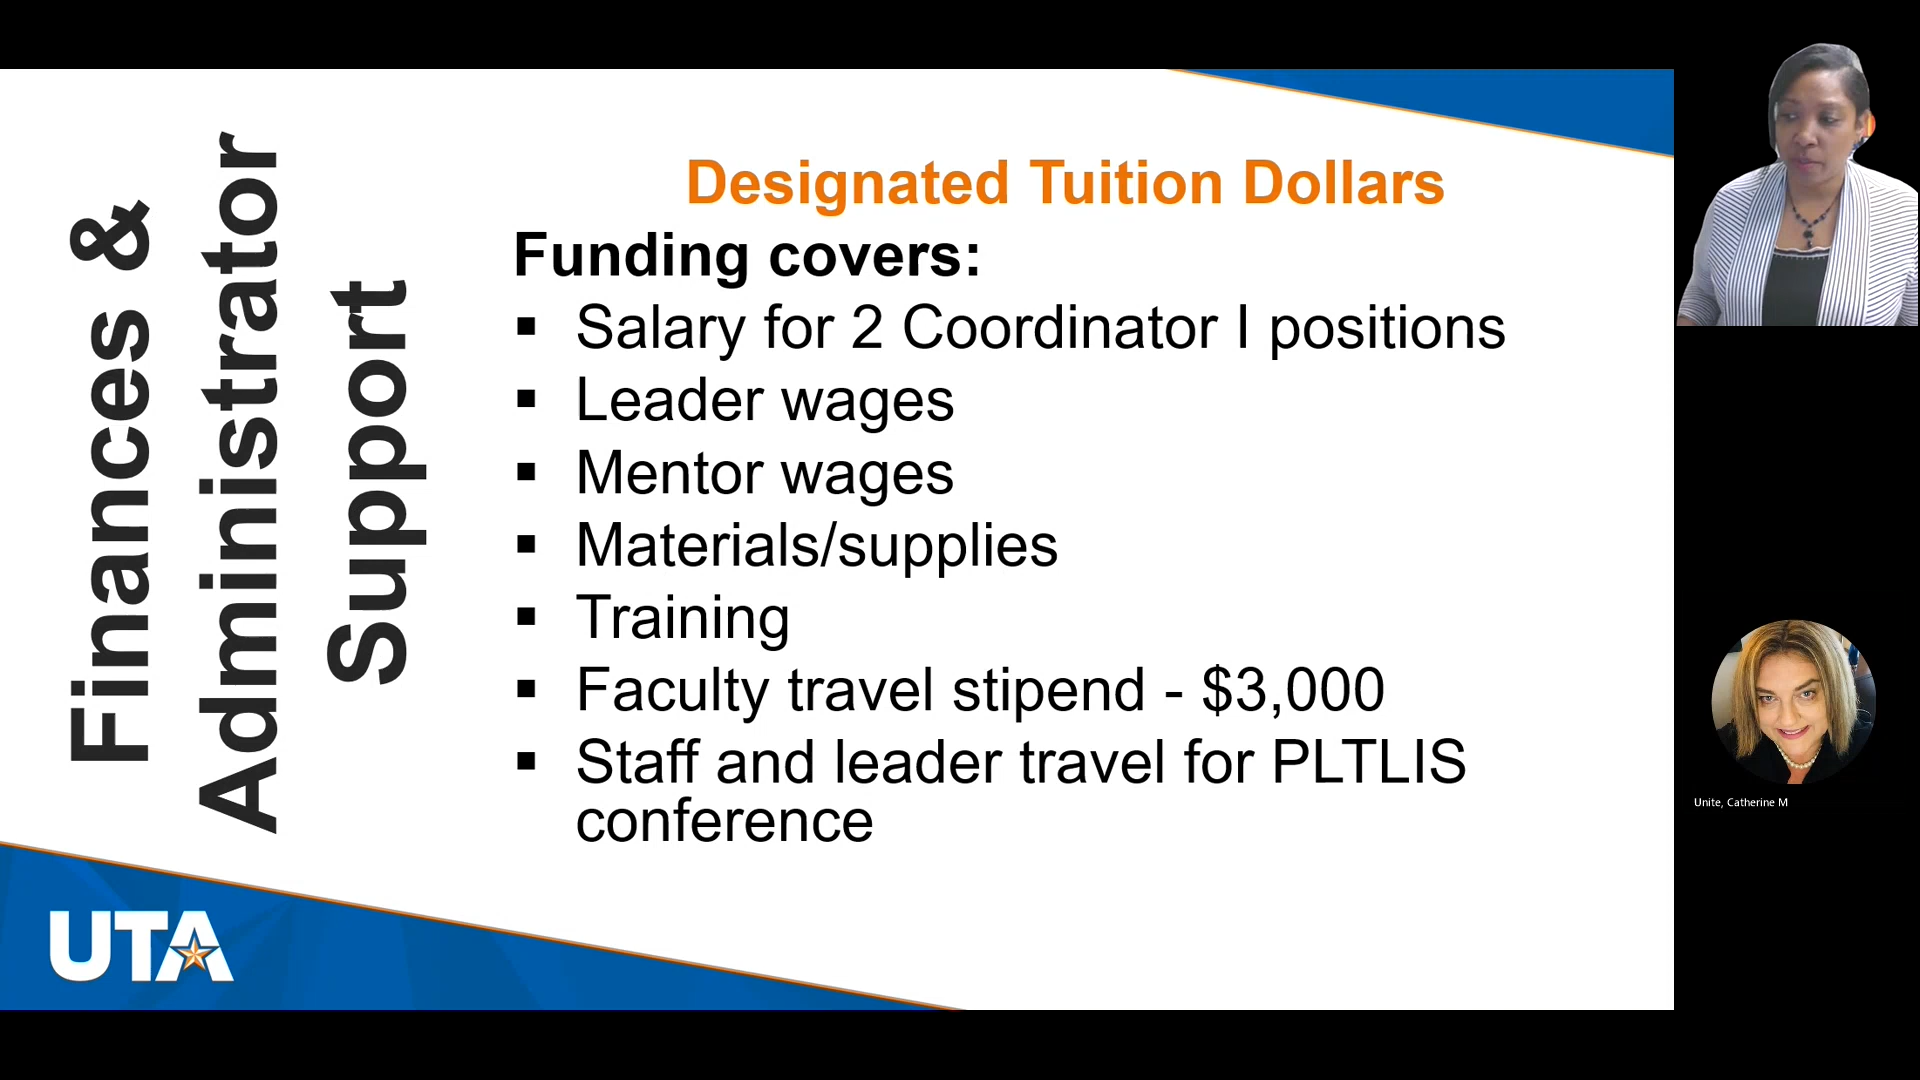 Finances &
Administrator
Support
Designated Tuition Dollars
Funding covers:
▪ Salary for 2 Coordinator I positions
▪ Leader wages
▪ Mentor wages
▪ Materials/supplies
▪ Training
▪ Faculty travel stipend - $3,000
▪ Staff and leader travel for PLTLIS
conference
UTA
Unite, Catherine M